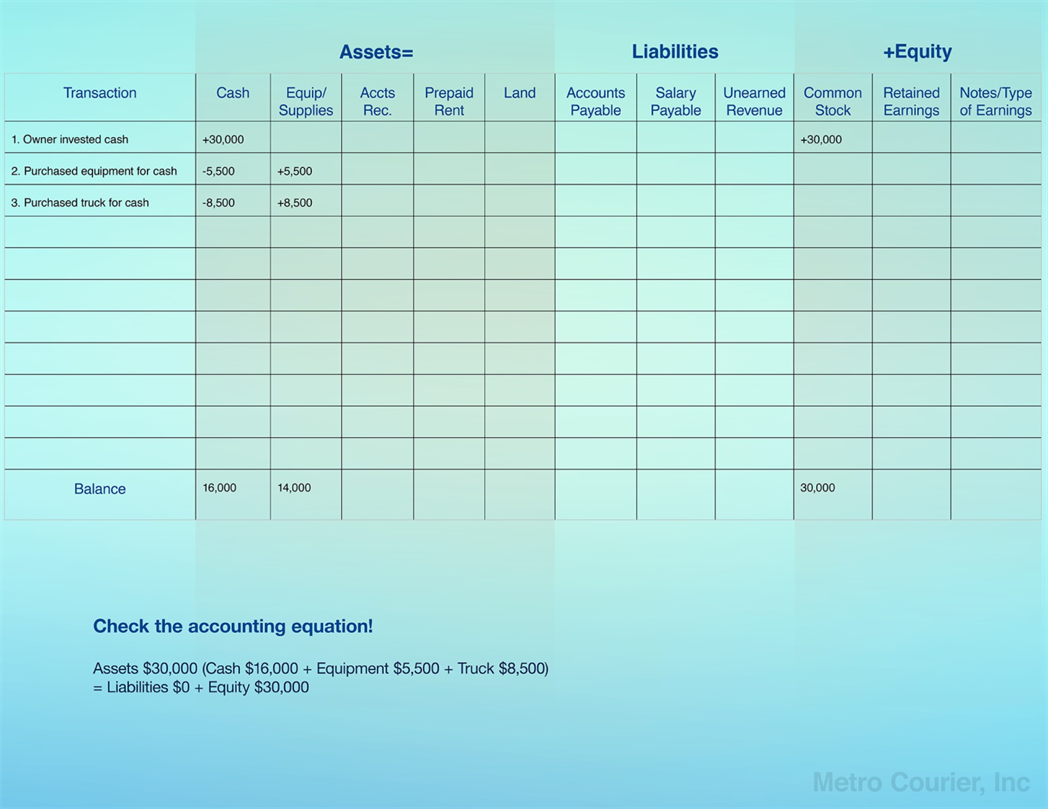 Assets= Liabilities +Equity
Transaction Cash Equip/ Accts Prepaid Land Accounts Salary Unearned Common Retained Notes/Type
Supplies Rec. Rent Payable Payable Revenue Stock Earnings of Earnings
1. Owner invested cash +30,000 +30,000
2. Purchased equipment for cash -5,500 +5,500
3. Purchased truck for cash -8,500 +8,500
Balance 16,000 14,000 30,000
Check the accounting equation!
Assets $30,000 (Cash $16,000 + Equipment $5,500 + Truck $8,500)
= Liabilities $0 + Equity $30,000
Metro Courier, Inc